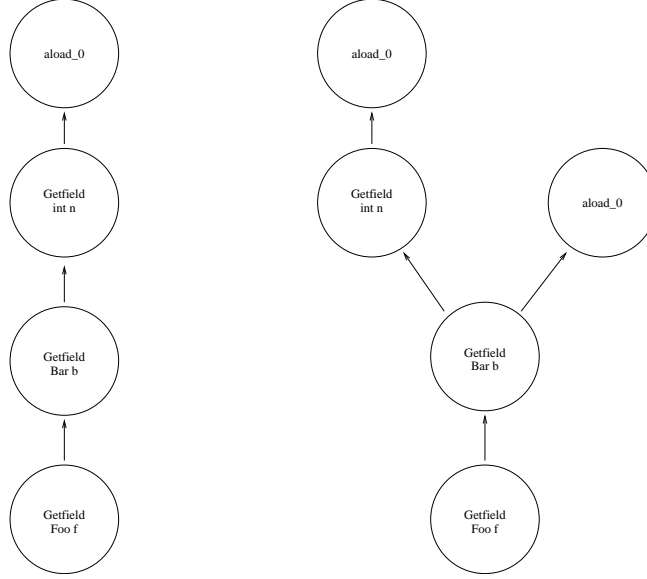 aload_0
aload_0
Getfield
int n
Getfield
int n
aload_0
Getfield
Bar b
Getfield
Bar b
Getfield
Foo f
Getfield
Foo f